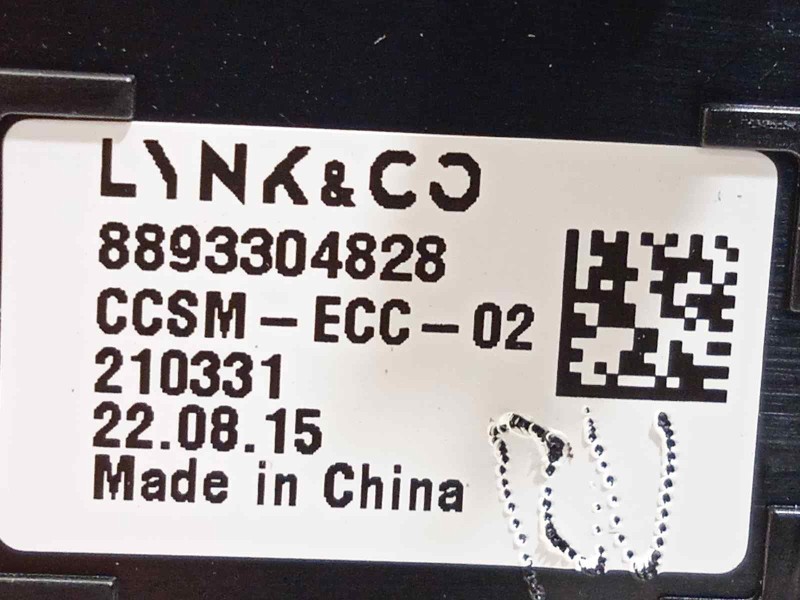 LYNK&CO
8893304828
CCSM-ECC-02
210331
22.08.15
Made in China